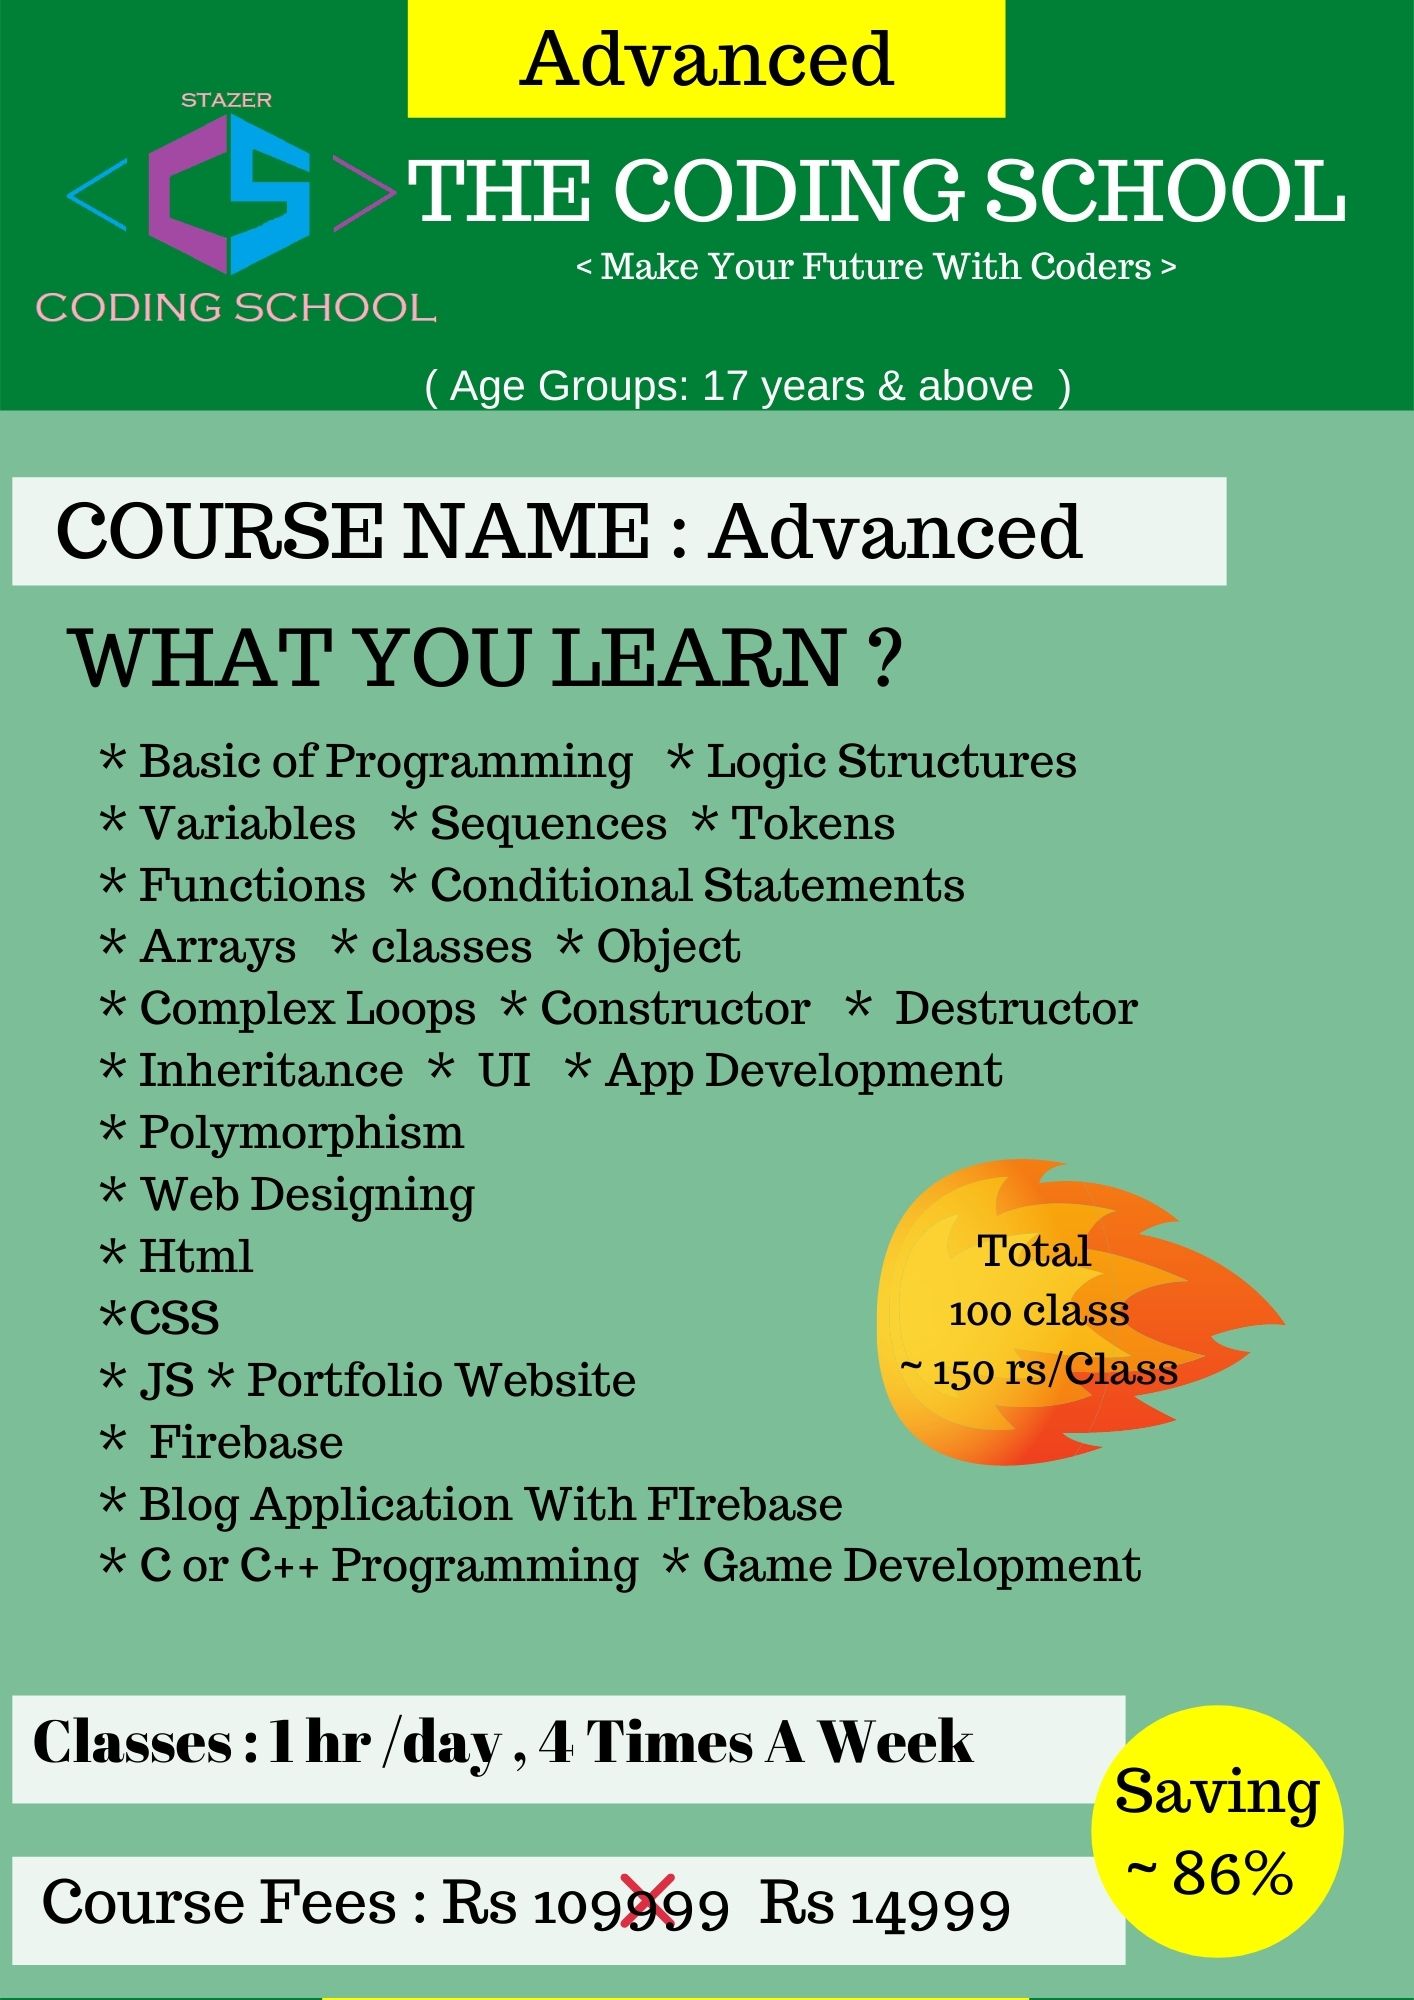 Advanced
STAZER
CS
THE CODING SCHOOL
< Make Your Future With Coders >
CODING SCHOOL
( Age Groups: 17 years & above )
COURSE NAME : Advanced
WHAT YOU LEARN ?
* Basic of Programming * Logic Structures
* Variables * Sequences * Tokens
* Functions * Conditional Statements
* Arrays * classes * Object
* Complex Loops * Constructor * Destructor
* Inheritance * UI * App Development
* Polymorphism
* Web Designing
* Html
*CSS
* JS * Portfolio Website
* Firebase
* Blog Application With FIrebase
* C or C++ Programming * Game Development
Total
100 class
~ 150 rs/Class
Classes : 1 hr /day , 4 Times A Week
Saving
~ 86%
Course Fees : Rs 109999 Rs 14999